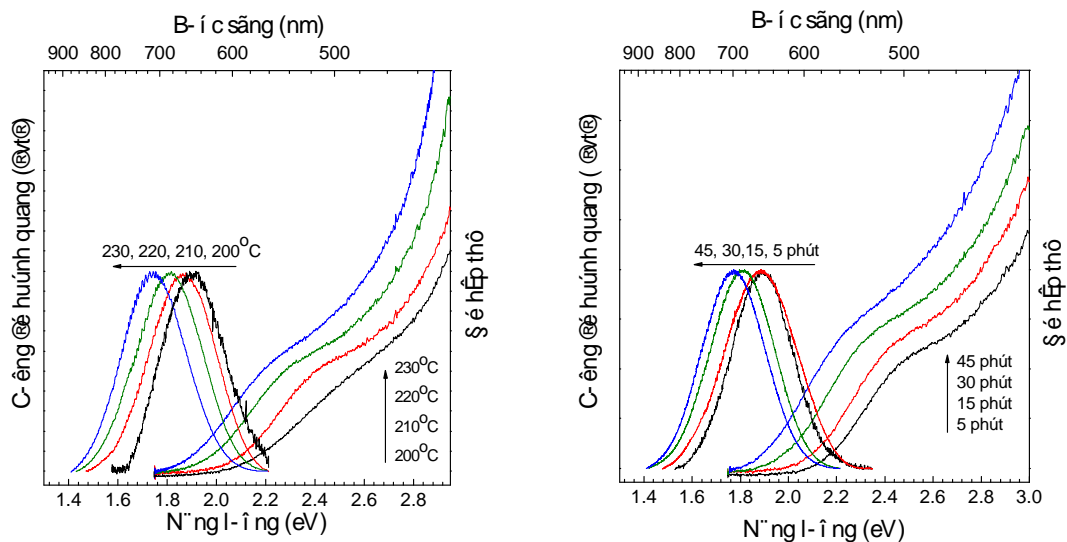 B- í c sãng (nm)
900 800 700 600 500
C- êng ®é huúnh quang (®vt®)
§ é hÊp thô
230, 220, 210, 200°C
230°C
220°C
210°C
200°C
1.4 1.6 1.8 2.0 2.2 2.4 2.6 2.8
N¨ ng l- î ng (eV)
B- í c sãng (nm)
900 800 700 600 500
C- êng ®é huúnh quang ( ®vt®)
§ é hÊp thô
45, 30,15, 5 phút
45 phút
30 phút
15 phút
5 phút
1.4 1.6 1.8 2.0 2.2 2.4 2.6 2.8 3.0
N¨ ng l- î ng (eV)